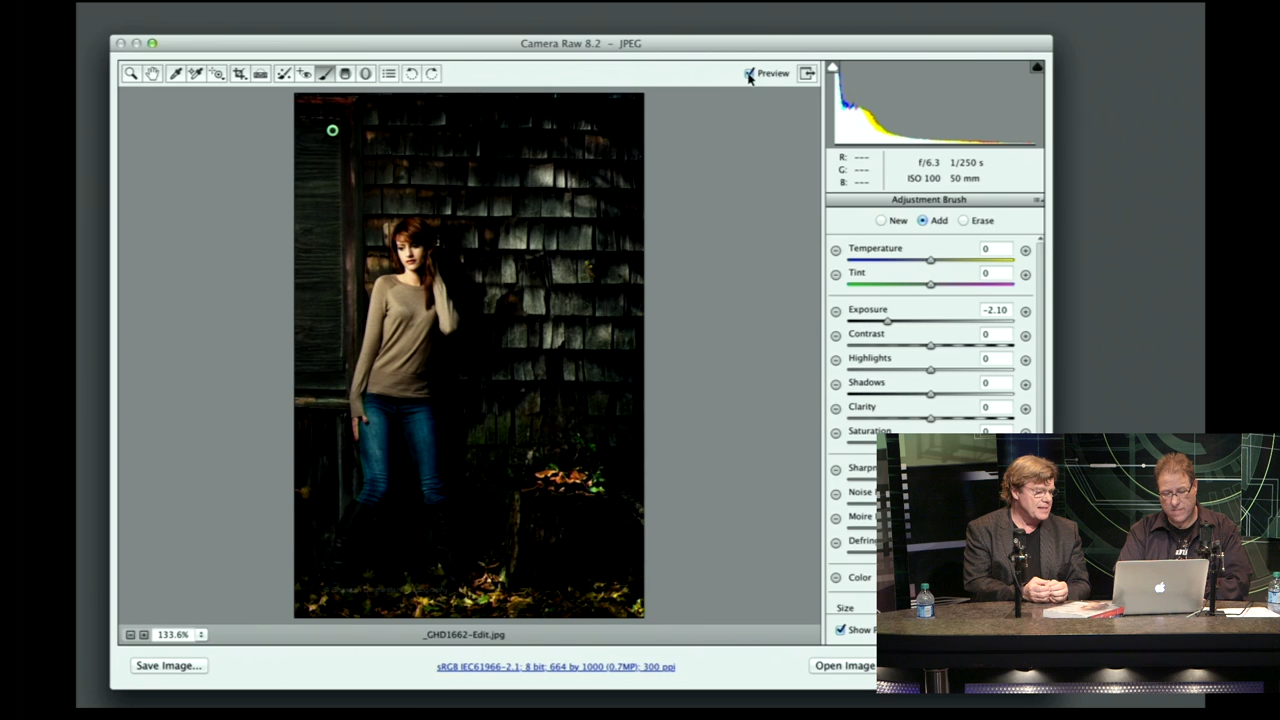 Camera Raw 8.2 – JPEG
Preview
R: ---
G: ---
B: ---
f/6.3 1/250 s
ISO 100 50 mm
Adjustment Brush
New Add Erase
Temperature 0
Tint 0
Exposure -2.10
Contrast 0
Highlights 0
Shadows 0
Clarity 0
Saturation 0
Sharpn
Noise
Moire
Defrin
Color
Size
Show
133.6%
_GHD1662-Edit.jpg
Save Image...
sRGB IEC61966-2.1; 8 bit; 664 by 1000 (0.7MP); 300 ppi
Open Image